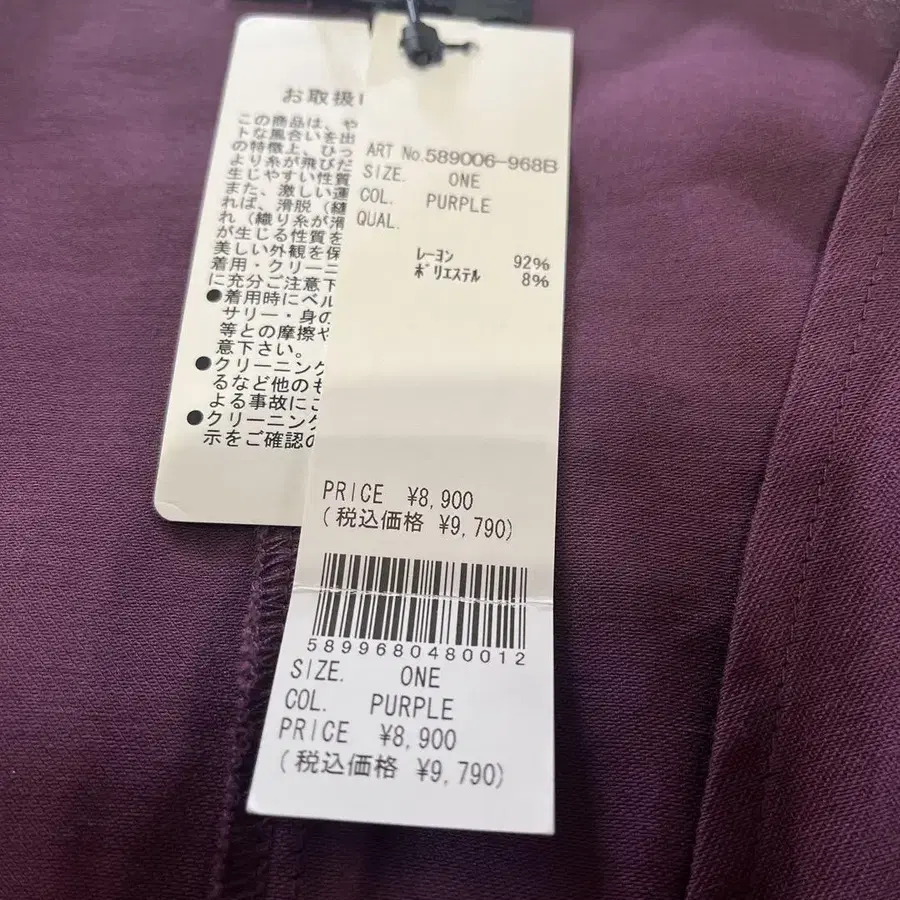 お取扱
この商品は、や
トな風合いを出
の特徴上、ひっ
より糸が飛びだ
生じやすい性質
また、激しい運
れば、滑脱（縫
れ（織り糸が滑
が生じる性質を
美しい外観を保
着用・クリーニ
に充分ご注意下
●着用時にベル
サリー・身の
等との摩擦や
意下さい。
●クリーニング
るなど他のも
よる事故にご
●クリーニング
示をご確認の
ART No.589006-968B
SIZE. ONE
COL. PURPLE
QUAL.
レーヨン 92%
ポリエステル 8%
PRICE ¥8,900
(税込価格 ¥9,790)
5899680480012
SIZE. ONE
COL. PURPLE
PRICE ¥8,900
(税込価格 ¥9,790)